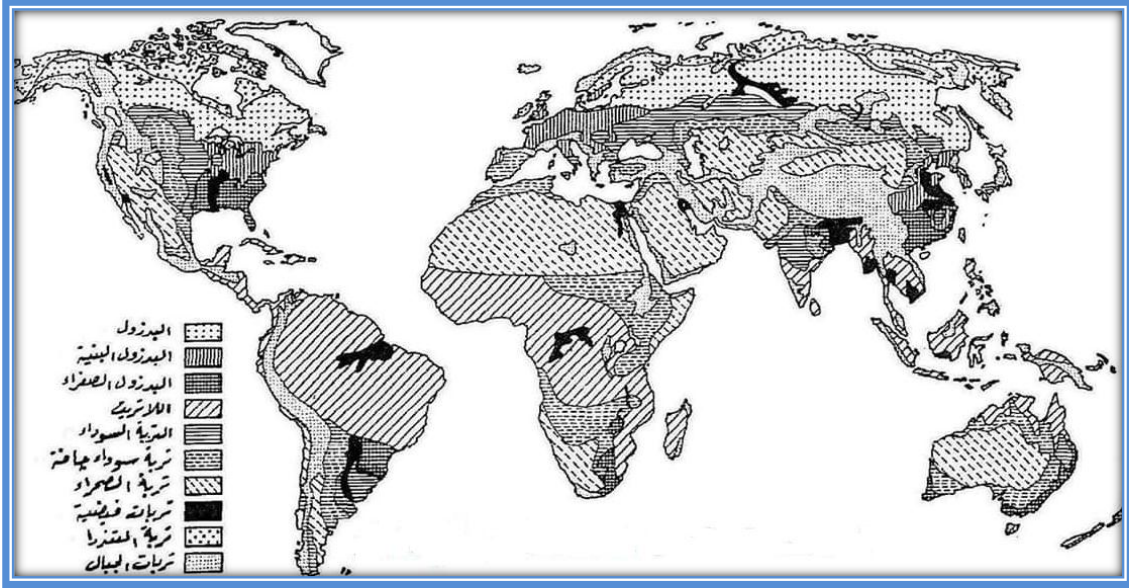 البدزول
البدزول البنية
البدزول الصفراء
اللاتريت
التربة السوداء
تربة سوداء جافة
تربة الصحراء
تربات فيضية
تربة التندرا
تربات الجبال